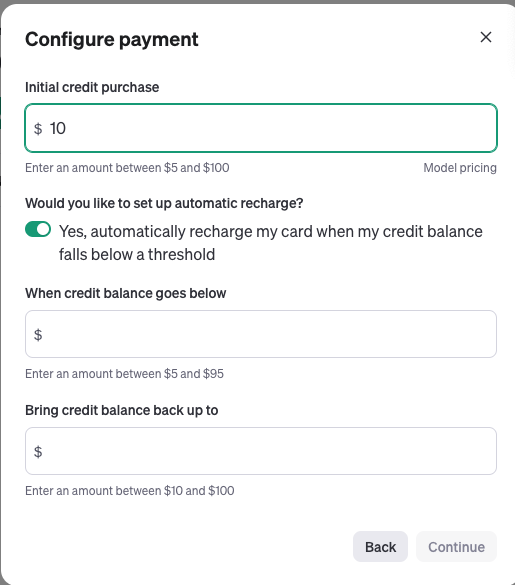 Configure payment
Initial credit purchase
$ 10
Enter an amount between $5 and $100
Model pricing
Would you like to set up automatic recharge?
Yes, automatically recharge my card when my credit balance
falls below a threshold
When credit balance goes below
$
Enter an amount between $5 and $95
Bring credit balance back up to
$
Enter an amount between $10 and $100
Back
Continue